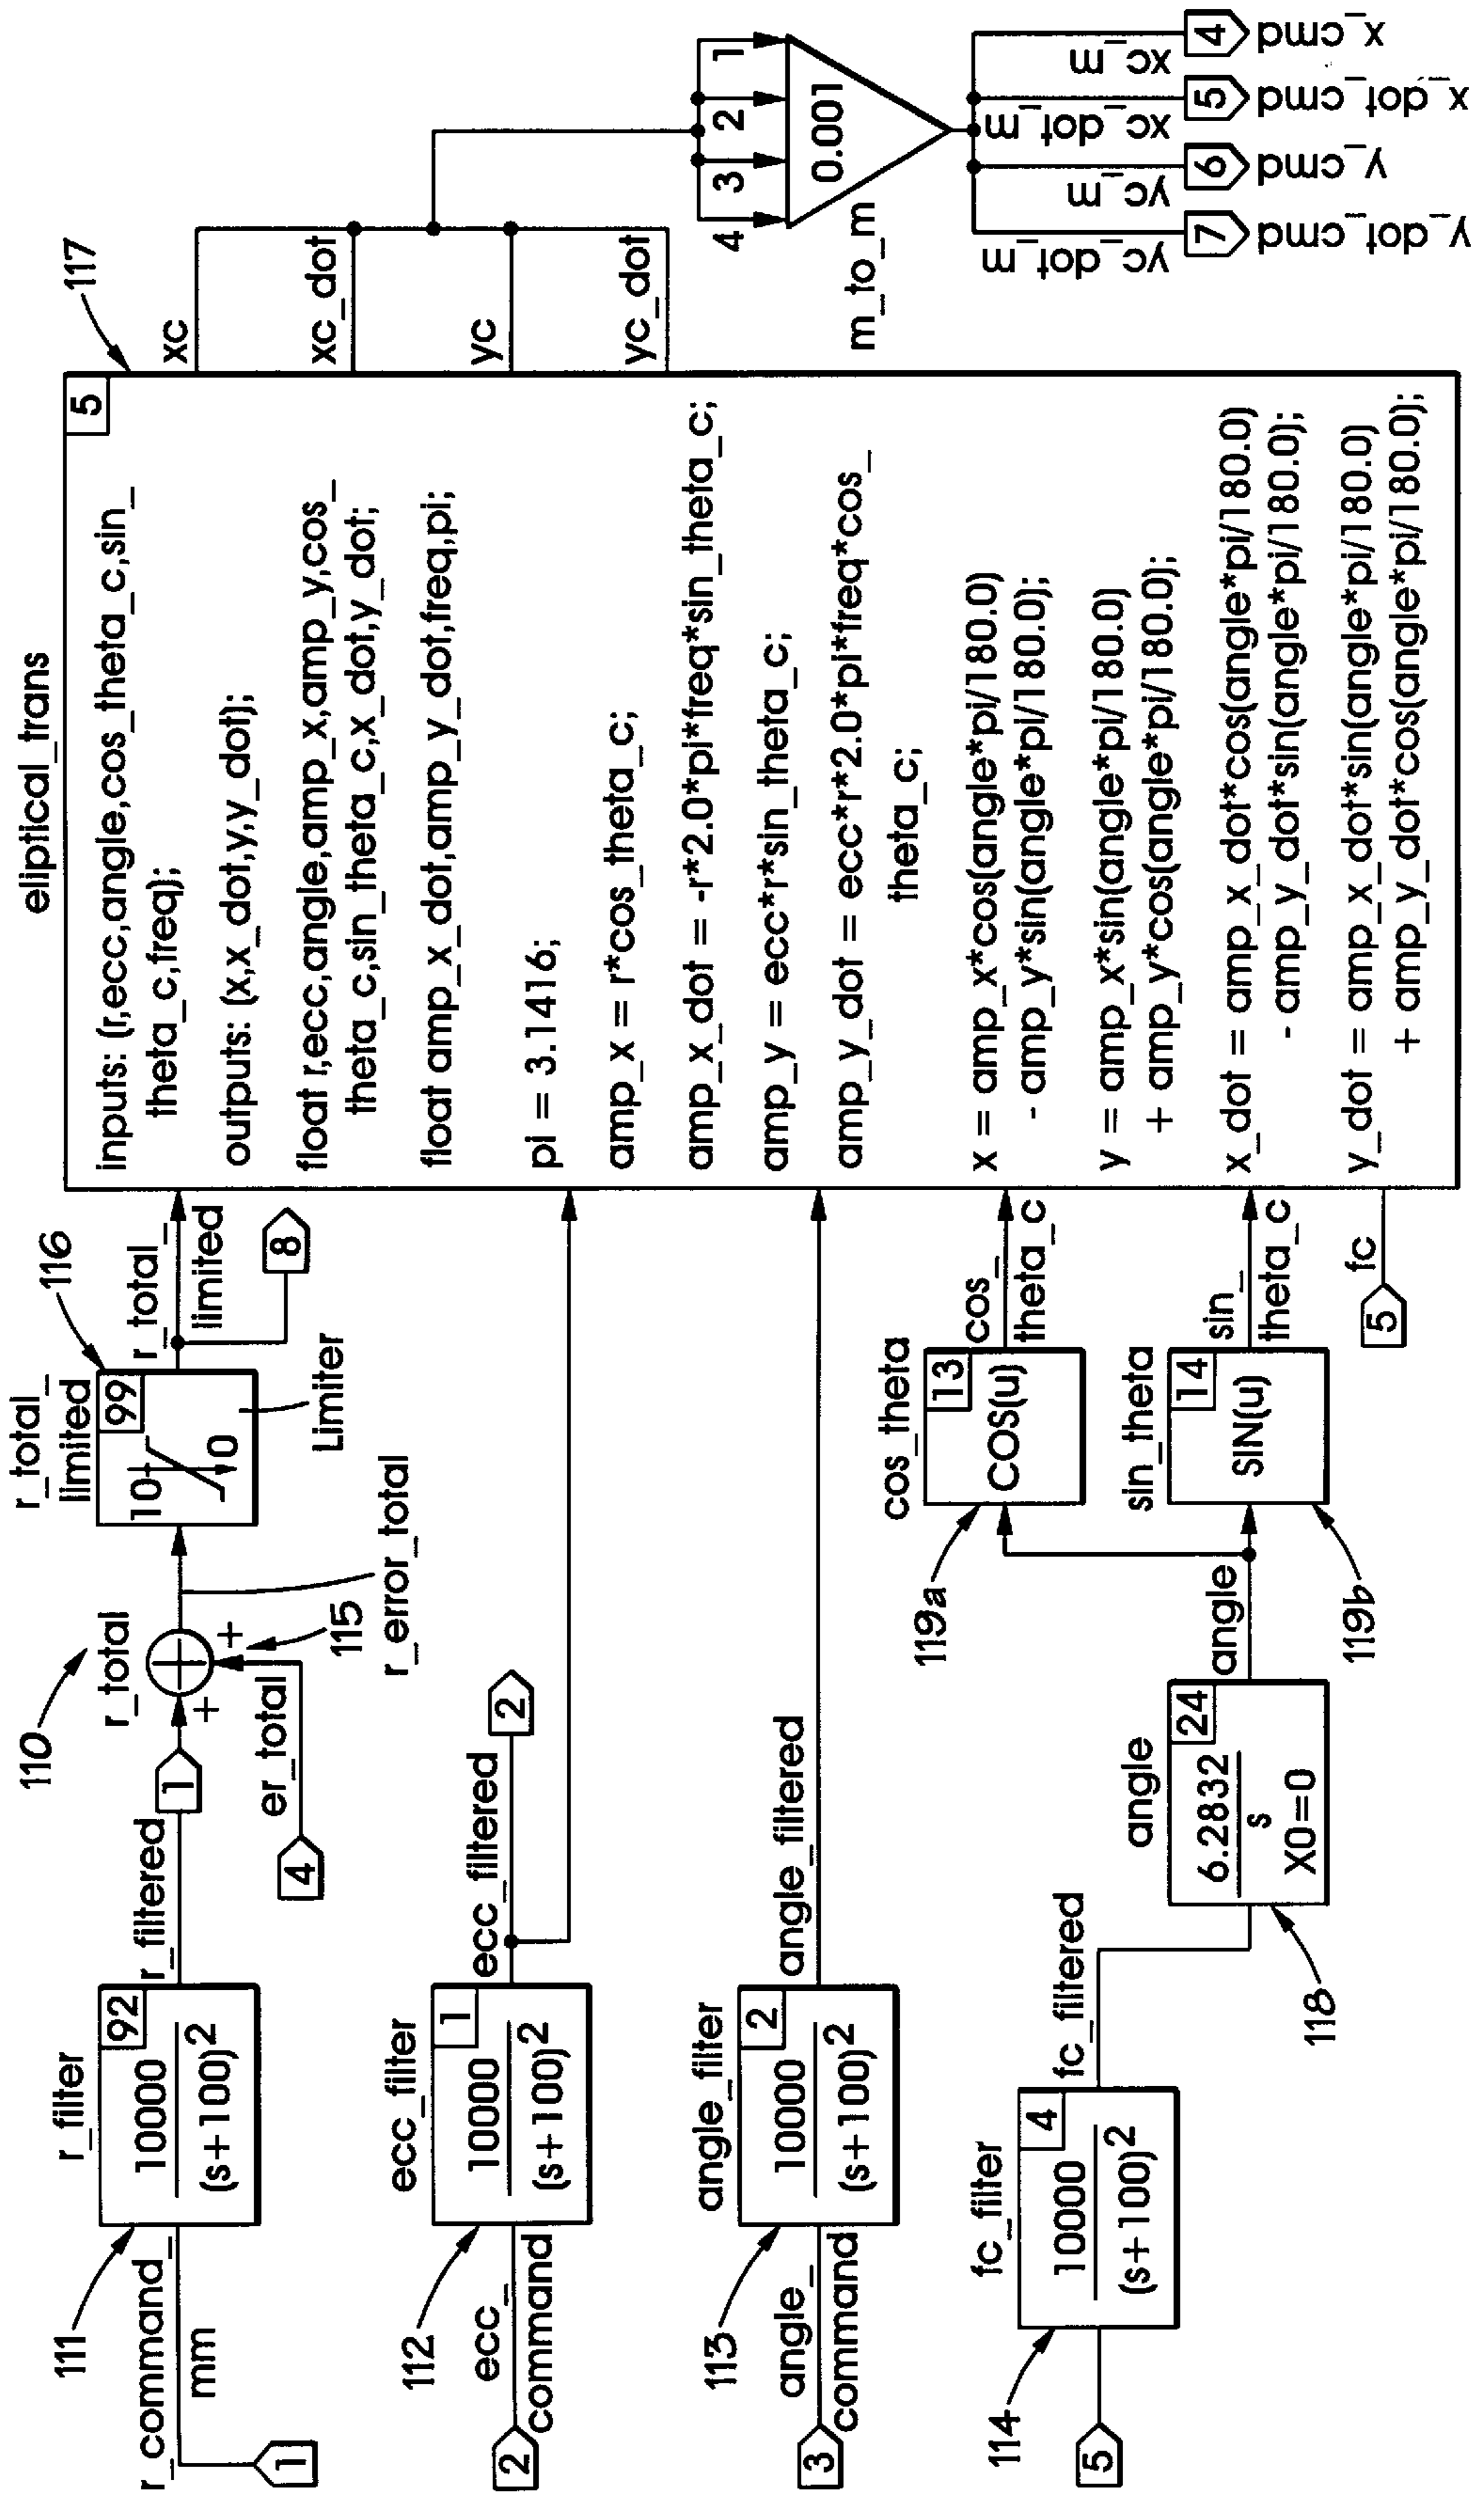 110
111
r_command_
mm
1
r_filter
92
10000
(s+100)2
r_filtered
1
r_total
+
+
115
er_total
4
r_error_total
r_total_
limited
99
10
0
Limiter
116
r_total_
limited
8
112
ecc_
command
2
ecc_filter
1
10000
(s+100)2
ecc_filtered
2
113
angle_
command
3
angle_filter
2
10000
(s+100)2
angle_filtered
114
5
fc_filter
4
10000
(s+100)2
fc_filtered
118
angle
24
6.2832
s
X0=0
angle
119a
cos_theta
13
COS(u)
cos_
theta_c
119b
sin_theta
14
SIN(u)
sin_
theta_c
5
fc
eliptical_trans
117
5
inputs: (r,ecc,angle,cos_theta_c,sin_
theta_c,freq);
outputs: (x,x_dot,y,y_dot);
float r,ecc,angle,amp_x,amp_y,cos_
theta_c,sin_theta_c,x_dot,y_dot;
float amp_x_dot,amp_y_dot,freq,pi;
pi = 3.1416;
amp_x = r*cos_theta_c;
amp_x_dot = -r*2.0*pi*freq*sin_theta_c;
amp_y = ecc*r*sin_theta_c;
amp_y_dot = ecc*r*2.0*pi*freq*cos_
theta_c;
x = amp_x*cos(angle*pi/180.0)
- amp_y*sin(angle*pi/180.0);
y = amp_x*sin(angle*pi/180.0)
+ amp_y*cos(angle*pi/180.0);
x_dot = amp_x_dot*cos(angle*pi/180.0)
- amp_y_dot*sin(angle*pi/180.0);
y_dot = amp_x_dot*sin(angle*pi/180.0)
+ amp_y_dot*cos(angle*pi/180.0);
xc
xc_dot
yc
yc_dot
4
3
2
1
0.001
m_to_m
xc_m
4
x_cmd
xc_dot_m
5
x_dot_cmd
yc_m
6
y_cmd
yc_dot_m
7
y_dot_cmd